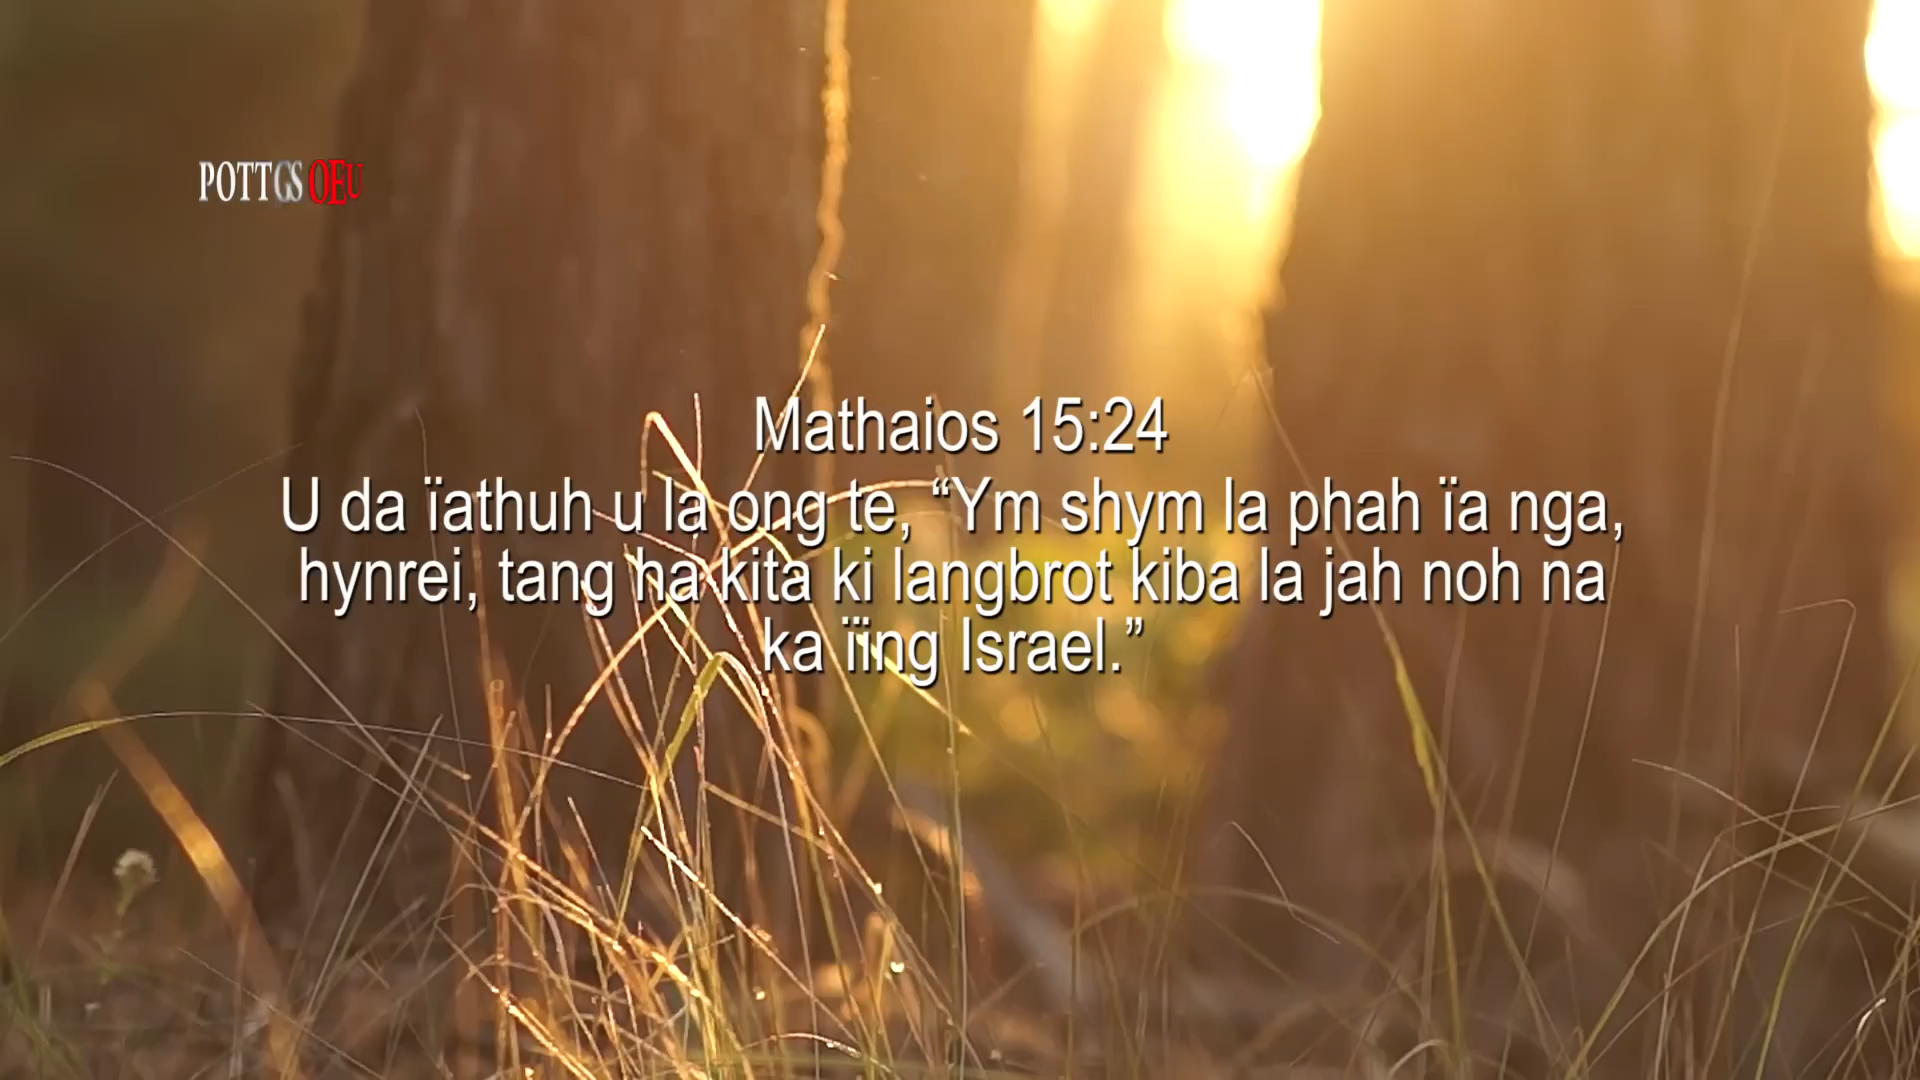 POTTGS OEU
Mathaios 15:24
U da ïathuh u la ong te, “Ym shym la phah ïa nga,
hynrei, tang ha kita ki langbrot kiba la jah noh na
ka ïing Israel.”